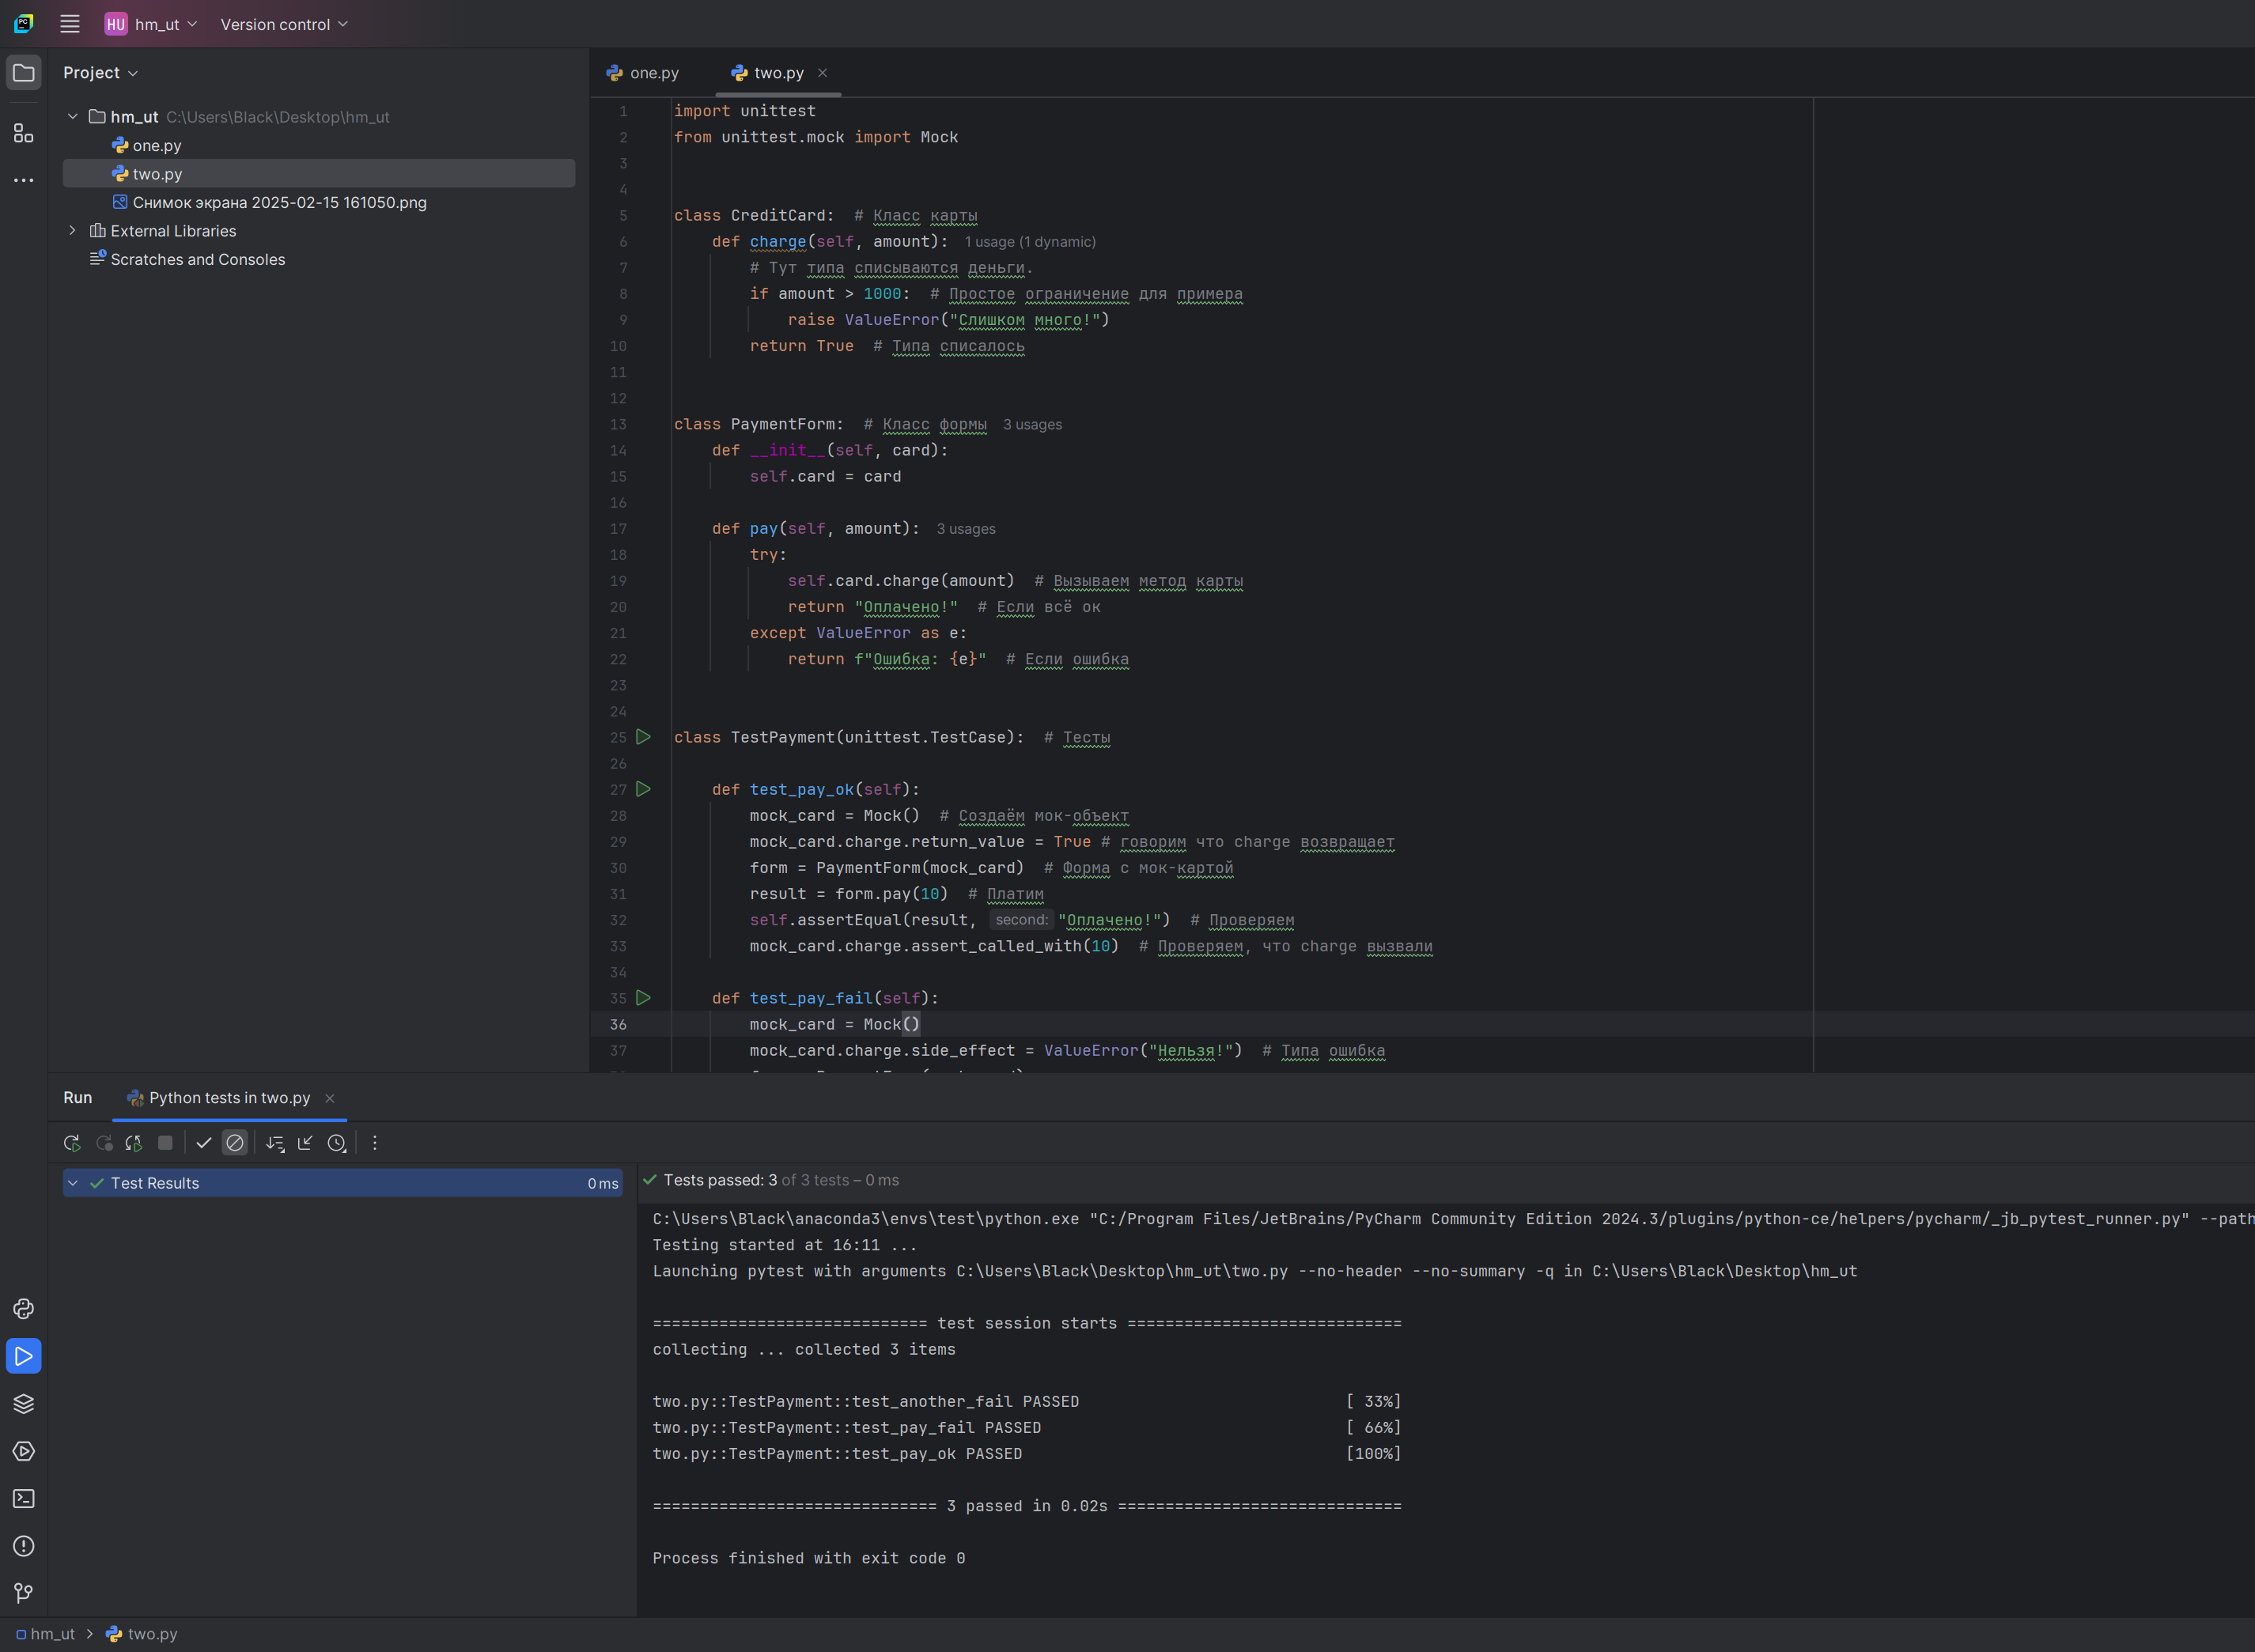 HU hm_ut Version control
Project
hm_ut C:\Users\Black\Desktop\hm_ut
one.py
two.py
Снимок экрана 2025-02-15 161050.png
External Libraries
Scratches and Consoles
one.py two.py
1 import unittest
2 from unittest.mock import Mock
3
4
5 class CreditCard:  # Класс карты
6 def charge(self, amount): 1 usage (1 dynamic)
7 # Тут типа списываются деньги.
8 if amount > 1000:  # Простое ограничение для примера
9 raise ValueError("Слишком много!")
10 return True  # Типа списалось
11
12
13 class PaymentForm:  # Класс формы 3 usages
14 def __init__(self, card):
15 self.card = card
16
17 def pay(self, amount): 3 usages
18 try:
19 self.card.charge(amount)  # Вызываем метод карты
20 return "Оплачено!"  # Если всё ок
21 except ValueError as e:
22 return f"Ошибка: {e}"  # Если ошибка
23
24
25 class TestPayment(unittest.TestCase):  # Тесты
26
27 def test_pay_ok(self):
28 mock_card = Mock()  # Создаём мок-объект
29 mock_card.charge.return_value = True # говорим что charge возвращает
30 form = PaymentForm(mock_card)  # Форма с мок-картой
31 result = form.pay(10)  # Платим
32 self.assertEqual(result, second: "Оплачено!")  # Проверяем
33 mock_card.charge.assert_called_with(10)  # Проверяем, что charge вызвали
34
35 def test_pay_fail(self):
36 mock_card = Mock()
37 mock_card.charge.side_effect = ValueError("Нельзя!")  # Типа ошибка
Run Python tests in two.py
Test Results 0 ms
Tests passed: 3 of 3 tests – 0 ms
C:\Users\Black\anaconda3\envs\test\python.exe "C:/Program Files/JetBrains/PyCharm Community Edition 2024.3/plugins/python-ce/helpers/pycharm/_jb_pytest_runner.py" --path
Testing started at 16:11 ...
Launching pytest with arguments C:\Users\Black\Desktop\hm_ut\two.py --no-header --no-summary -q in C:\Users\Black\Desktop\hm_ut
============================= test session starts =============================
collecting ... collected 3 items
two.py::TestPayment::test_another_fail PASSED [ 33%]
two.py::TestPayment::test_pay_fail PASSED [ 66%]
two.py::TestPayment::test_pay_ok PASSED [100%]
============================== 3 passed in 0.02s ==============================
Process finished with exit code 0
hm_ut > two.py